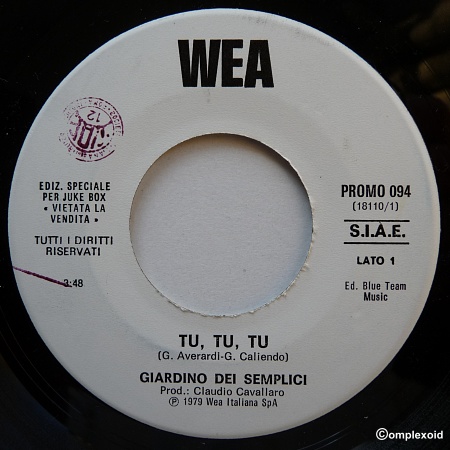 WEA
12
EDIZ. SPECIALE
PER JUKE BOX
« VIETATA LA
VENDITA »
TUTTI I DIRITTI
RISERVATI
3:48
PROMO 094
(18110/1)
S.I.A.E.
LATO 1
Ed. Blue Team
Music
TU, TU, TU
(G. Averardi-G. Caliendo)
GIARDINO DEI SEMPLICI
Prod.: Claudio Cavallaro
Ⓟ 1979 Wea Italiana SpA
©omplexoid